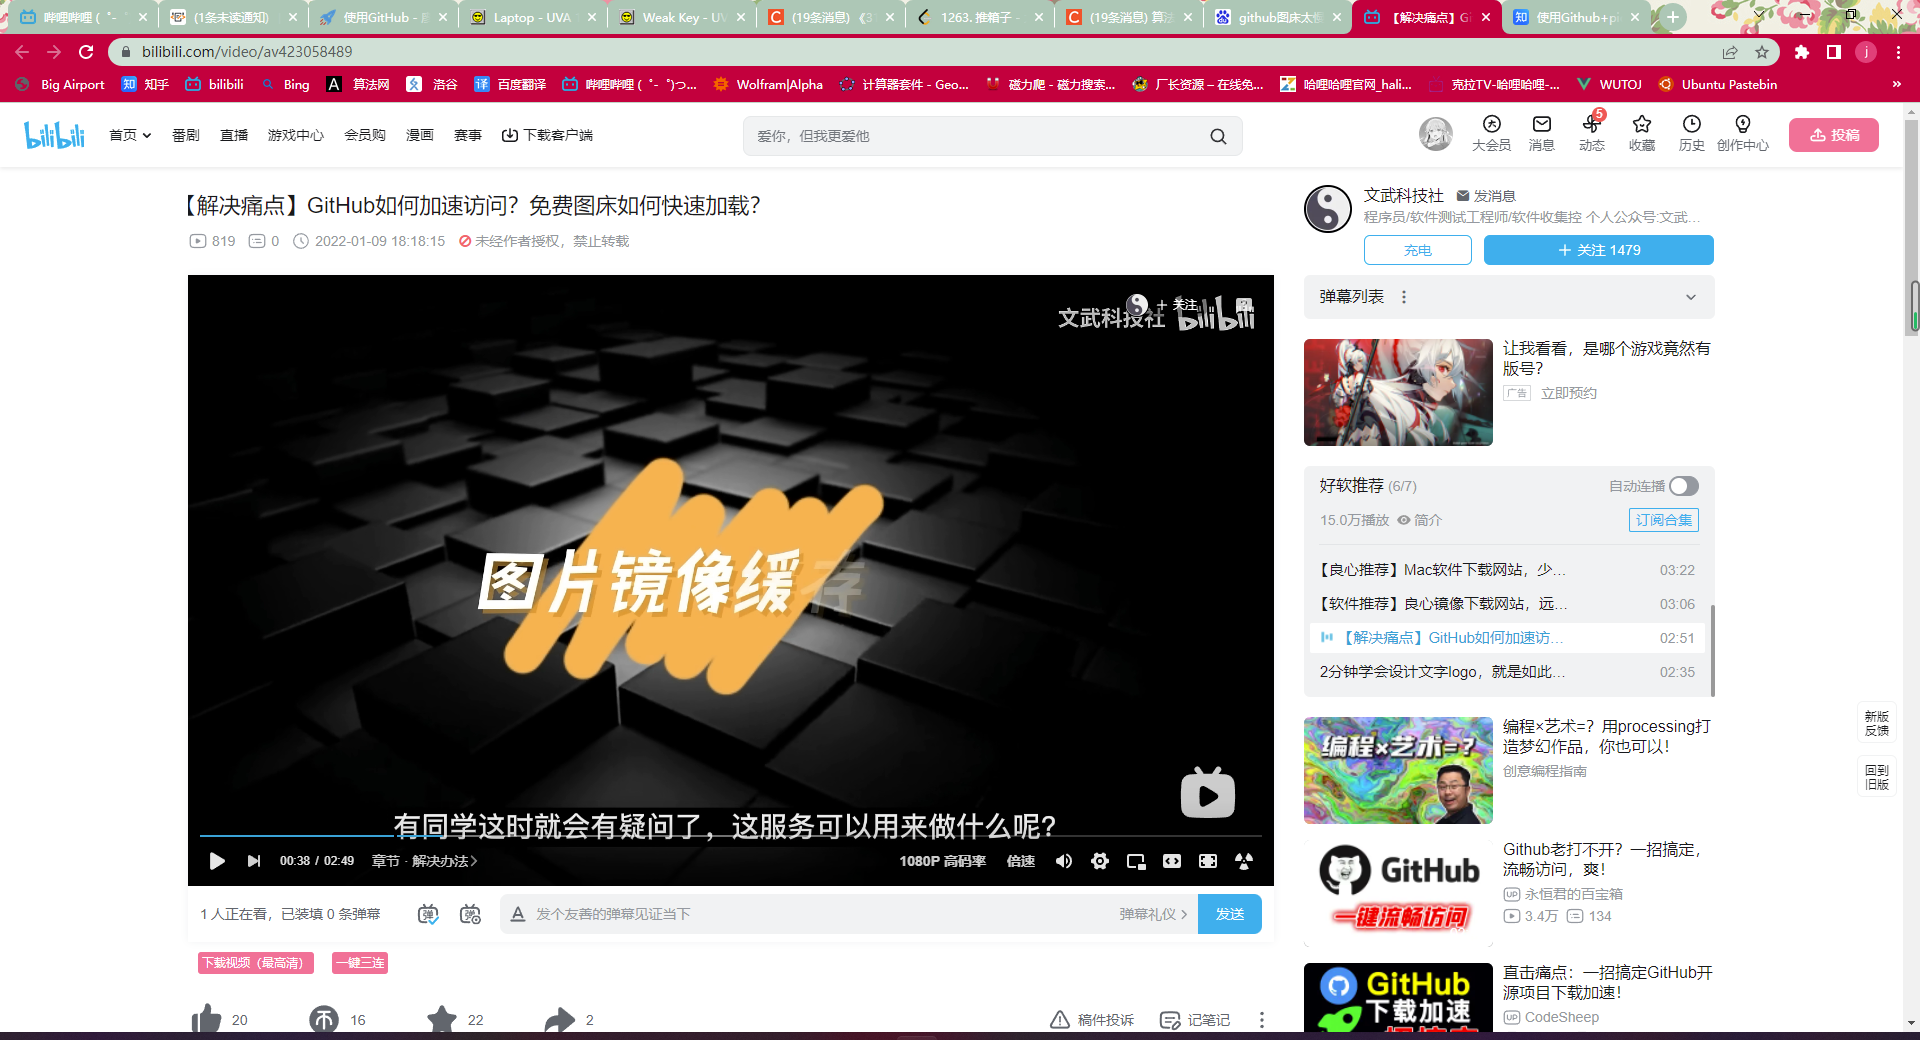 哔哩哔哩 (゜-゜
(1条未读通知)
使用GitHub -
Laptop - UVA
Weak Key - UV
(19条消息) 《3
1263. 推箱子 -
(19条消息) 算法
github图床太慢
【解决痛点】Gi
使用Github+pi
bilibili.com/video/av423058489
j
Big Airport
知乎
bilibili
Bing
算法网
洛谷
百度翻译
哔哩哔哩 (゜-゜)つ...
Wolfram|Alpha
计算器套件 - Geo...
磁力爬 - 磁力搜索...
厂长资源 – 在线免...
哈哩哈哩官网_hali...
克拉TV-哈哩哈哩-...
WUTOJ
Ubuntu Pastebin
»
bilibili
首页
番剧
直播
游戏中心
会员购
漫画
赛事
下载客户端
爱你，但我更爱他
大会员
消息
5
动态
收藏
历史
创作中心
投稿
【解决痛点】GitHub如何加速访问？免费图床如何快速加载？
819
0
2022-01-09 18:18:15
未经作者授权，禁止转载
文武科技社
发消息
程序员/软件测试工程师/软件收集控 个人公众号:文武...
充电
+ 关注 1479
+ 关注
文武科技社 bilibili
图片镜像缓存
有同学这时就会有疑问了，这服务可以用来做什么呢?
00:38 / 02:49
章节 · 解决办法
1080P 高码率
倍速
1 人正在看，已装填 0 条弹幕
弹
弹
A
发个友善的弹幕见证当下
弹幕礼仪
发送
下载视频（最高清）
一键三连
20
16
22
2
稿件投诉
记笔记
弹幕列表
让我看看，是哪个游戏竟然有
版号？
广告
立即预约
好软推荐 (6/7)
自动连播
15.0万播放
简介
订阅合集
【良心推荐】Mac软件下载网站，少...
03:22
【软件推荐】良心镜像下载网站，远...
03:06
【解决痛点】GitHub如何加速访...
02:51
2分钟学会设计文字logo，就是如此...
02:35
编程×艺术=?
编程×艺术=？用processing打
造梦幻作品，你也可以！
创意编程指南
GitHub
一键流畅访问
Github老打不开？一招搞定，
流畅访问，爽！
UP 永恒君的百宝箱
3.4万
134
GitHub
下载加速
直击痛点：一招搞定GitHub开
源项目下载加速！
UP CodeSheep
新版
反馈
回到
旧版